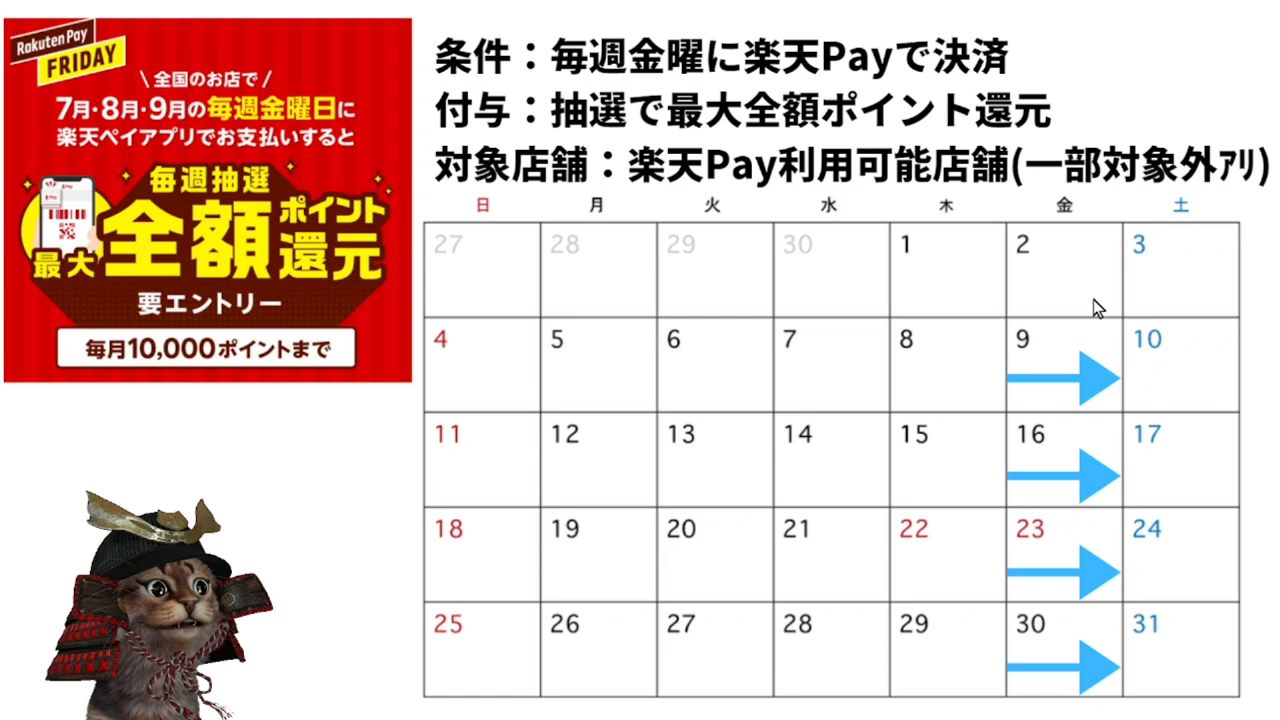 Rakuten Pay
FRIDAY
\ 全国のお店で /
7月・8月・9月の毎週金曜日に
楽天ペイアプリでお支払いすると
毎週抽選
最大全額ポイント還元
要エントリー
毎月10,000ポイントまで
条件：毎週金曜に楽天Payで決済
付与：抽選で最大全額ポイント還元
対象店舗：楽天Pay利用可能店舗(一部対象外ｱﾘ)
日 月 火 水 木 金 土
27 28 29 30 1 2 3
4 5 6 7 8 9 10
11 12 13 14 15 16 17
18 19 20 21 22 23 24
25 26 27 28 29 30 31